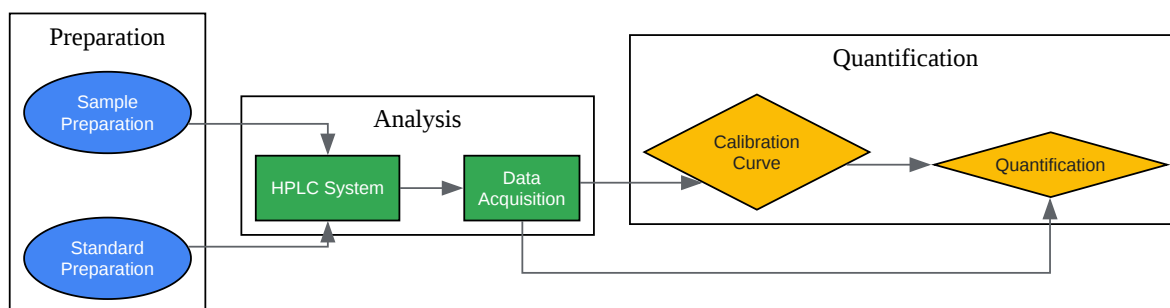 Preparation
Sample
Preparation
Standard
Preparation
Analysis
HPLC System
Data
Acquisition
Quantification
Calibration
Curve
Quantification